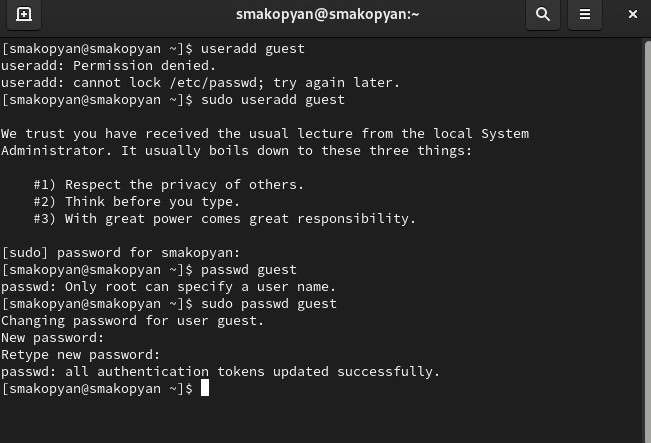 smakopyan@smakopyan:~
[smakopyan@smakopyan ~]$ useradd guest
useradd: Permission denied.
useradd: cannot lock /etc/passwd; try again later.
[smakopyan@smakopyan ~]$ sudo useradd guest

We trust you have received the usual lecture from the local System
Administrator. It usually boils down to these three things:

    #1) Respect the privacy of others.
    #2) Think before you type.
    #3) With great power comes great responsibility.

[sudo] password for smakopyan:
[smakopyan@smakopyan ~]$ passwd guest
passwd: Only root can specify a user name.
[smakopyan@smakopyan ~]$ sudo passwd guest
Changing password for user guest.
New password:
Retype new password:
passwd: all authentication tokens updated successfully.
[smakopyan@smakopyan ~]$